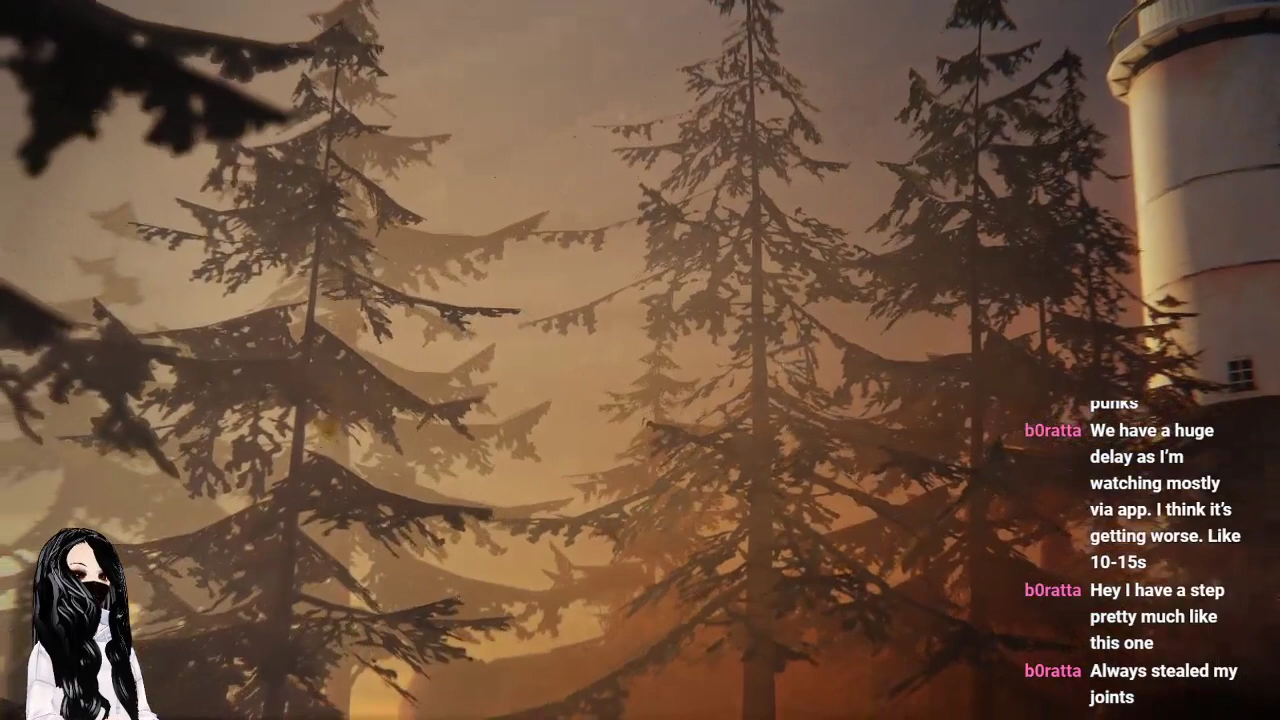 punks
b0ratta We have a huge
delay as I’m
watching mostly
via app. I think it’s
getting worse. Like
10-15s
b0ratta Hey I have a step
pretty much like
this one
b0ratta Always stealed my
joints